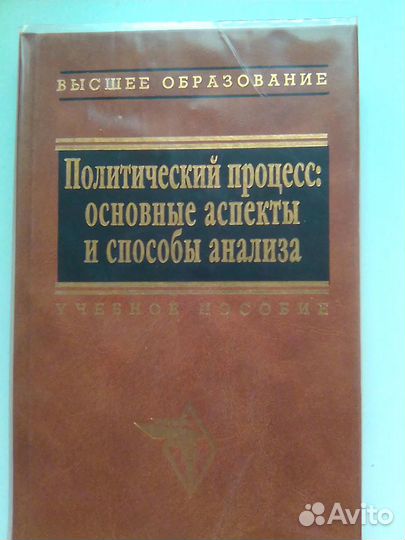 ВЫСШЕЕ ОБРАЗОВАНИЕ
Политический процесс:
основные аспекты
и способы анализа
УЧЕБНОЕ ПОСОБИЕ
Avito